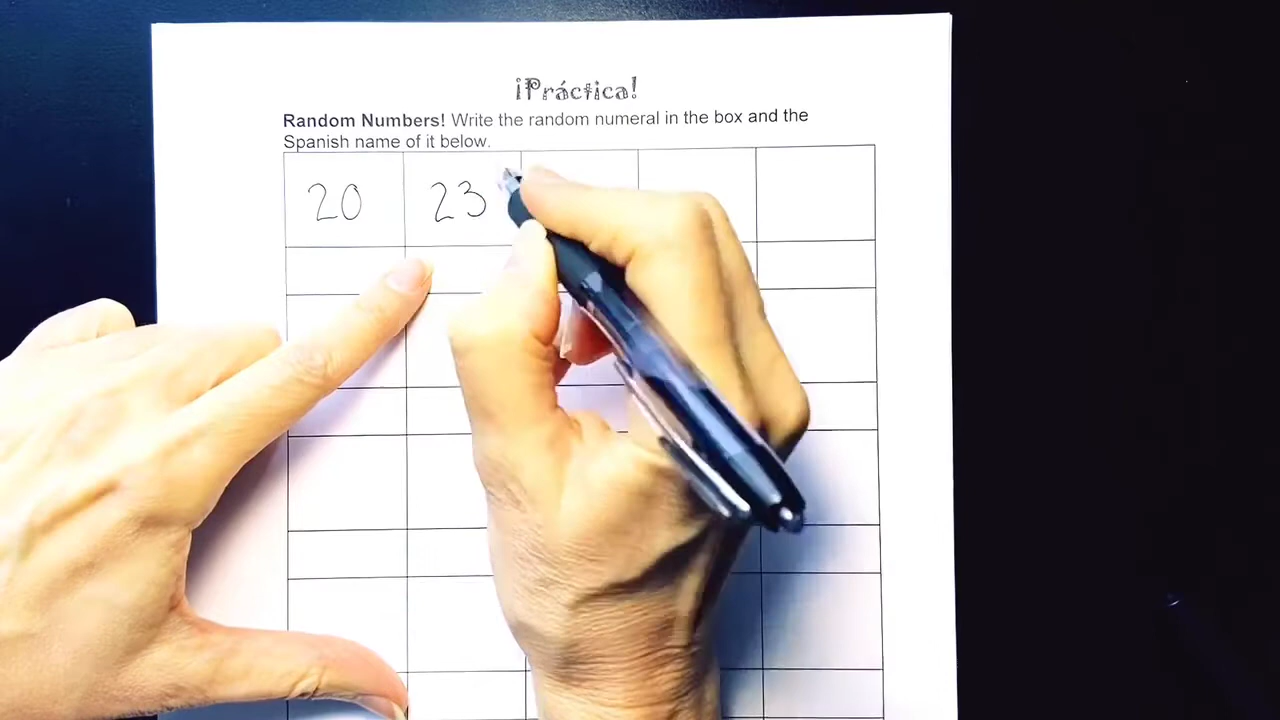 ¡Práctica!
Random Numbers! Write the random numeral in the box and the
Spanish name of it below.
20 23